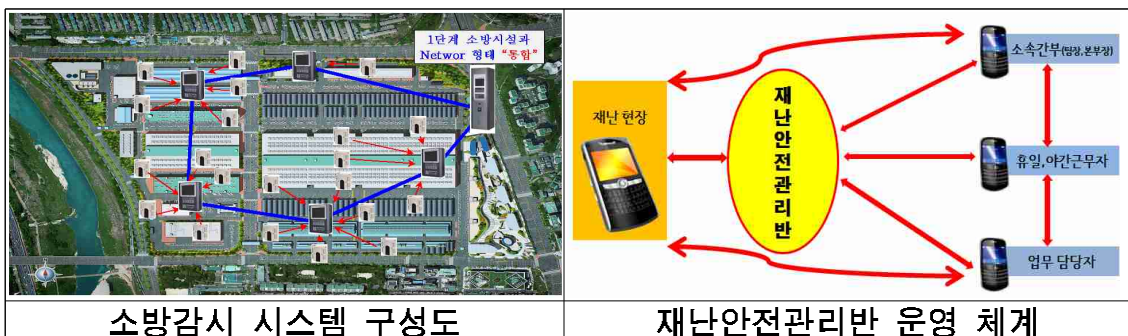 1단계 소방시설과
Networ 형태 "통합"
재난 현장
재난안전관리반
소속간부(팀장,본부장)
휴일,야간근무자
업무 담당자
소방감시 시스템 구성도
재난안전관리반 운영 체계